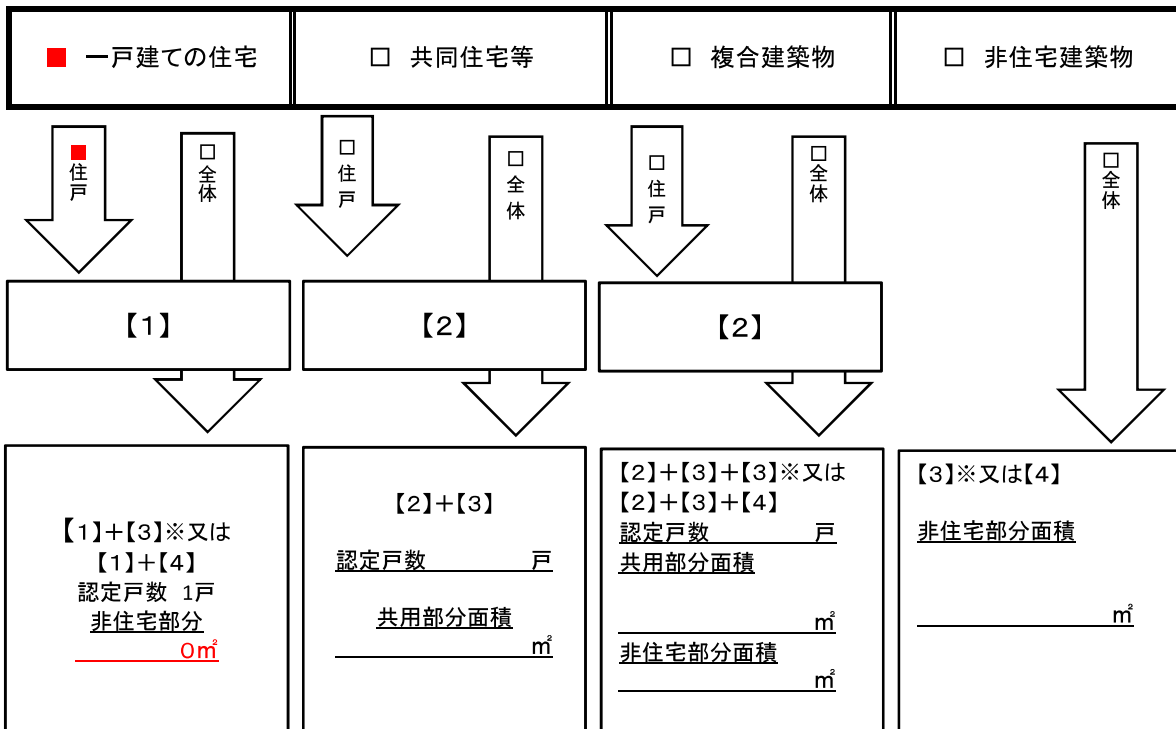 ■ 一戸建ての住宅
□ 共同住宅等
□ 複合建築物
□ 非住宅建築物
■住戸
□全体
□住戸
□全体
□住戸
□全体
□全体
【1】
【2】
【2】
【1】+【3】※又は
【1】+【4】
認定戸数 1戸
非住宅部分
0㎡
【2】+【3】
認定戸数 戸
共用部分面積
㎡
【2】+【3】+【3】※又は
【2】+【3】+【4】
認定戸数 戸
共用部分面積
㎡
非住宅部分面積
㎡
【3】※又は【4】
非住宅部分面積
㎡